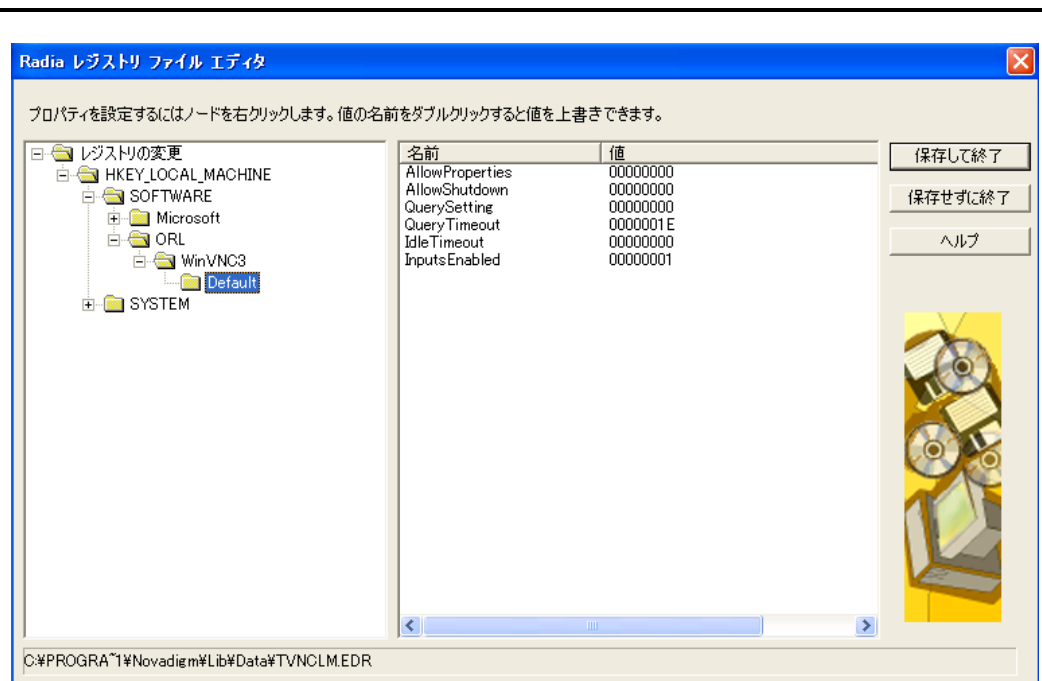 Radia レジストリ ファイル エディタ
プロパティを設定するにはノードを右クリックします。値の名前をダブルクリックすると値を上書きできます。
レジストリの変更
HKEY_LOCAL_MACHINE
SOFTWARE
Microsoft
ORL
WinVNC3
Default
SYSTEM
名前 値
AllowProperties 00000000
AllowShutdown 00000000
QuerySetting 00000000
QueryTimeout 0000001E
IdleTimeout 00000000
InputsEnabled 00000001
保存して終了
保存せずに終了
ヘルプ
C:¥PROGRA~1¥Novadigm¥Lib¥Data¥TVNCLM.EDR